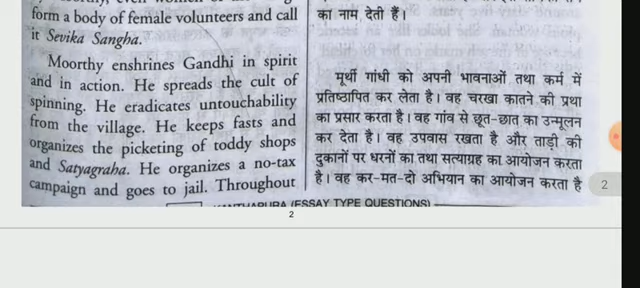 form a body of female volunteers and call
it Sevika Sangha.
Moorthy enshrines Gandhi in spirit
and in action. He spreads the cult of
spinning. He eradicates untouchability
from the village. He keeps fasts and
organizes the picketing of toddy shops
and Satyagraha. He organizes a no-tax
campaign and goes to jail. Throughout
का नाम देती हैं।
मूर्थी गांधी को अपनी भावनाओं तथा कर्म में
प्रतिष्ठापित कर लेता है। वह चरखा कातने की प्रथा
का प्रसार करता है। वह गांव से छूत-छात का उन्मूलन
कर देता है। वह उपवास रखता है और ताड़ी की
दुकानों पर धरनों का तथा सत्याग्रह का आयोजन करता
है। वह कर-मत-दो अभियान का आयोजन करता है
(ESSAY TYPE QUESTIONS)
2
2